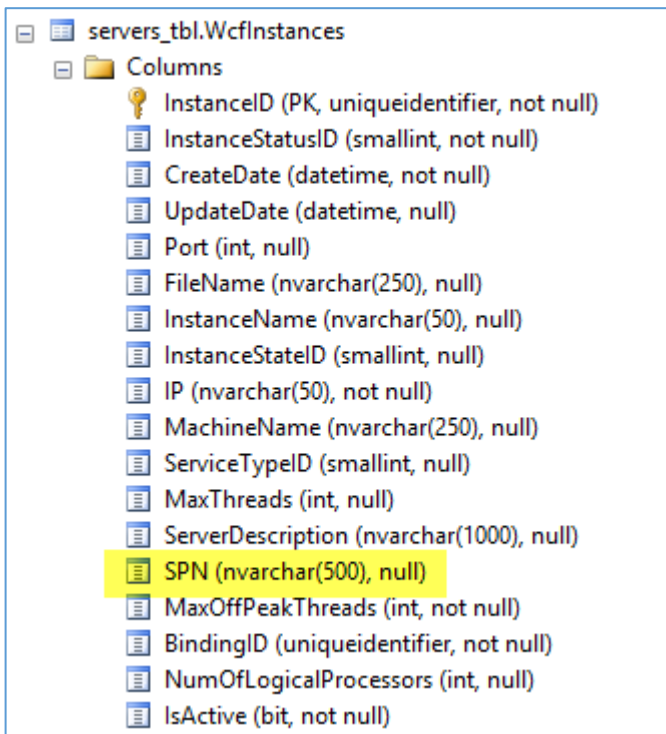 servers_tbl.WcfInstances
Columns
InstanceID (PK, uniqueidentifier, not null)
InstanceStatusID (smallint, not null)
CreateDate (datetime, not null)
UpdateDate (datetime, null)
Port (int, null)
FileName (nvarchar(250), null)
InstanceName (nvarchar(50), null)
InstanceStateID (smallint, null)
IP (nvarchar(50), not null)
MachineName (nvarchar(250), null)
ServiceTypeID (smallint, null)
MaxThreads (int, null)
ServerDescription (nvarchar(1000), null)
SPN (nvarchar(500), null)
MaxOffPeakThreads (int, not null)
BindingID (uniqueidentifier, not null)
NumOfLogicalProcessors (int, null)
IsActive (bit, not null)